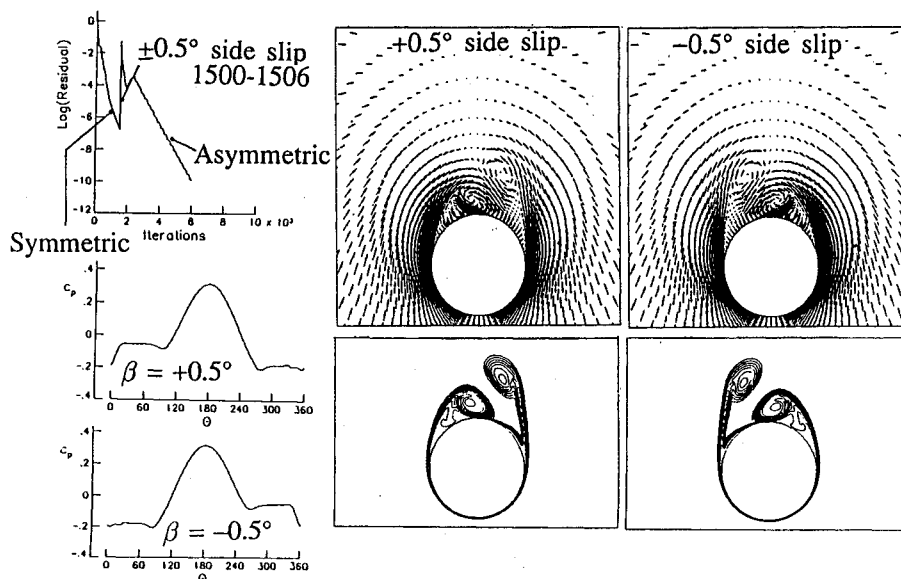 0
-2
-4
-6
-8
-10
-12
Log(Residual)
±0.5° side slip
1500-1506
Asymmetric
0 2 4 6 8 10 × 10³
Iterations
Symmetric
.4
.2
0
-.2
-.4
Cp
β = +0.5°
0 60 120 180 240 300 360
Θ
.4
.2
0
-.2
-.4
Cp
β = –0.5°
0 60 120 180 240 300 360
Θ
+0.5° side slip
–0.5° side slip